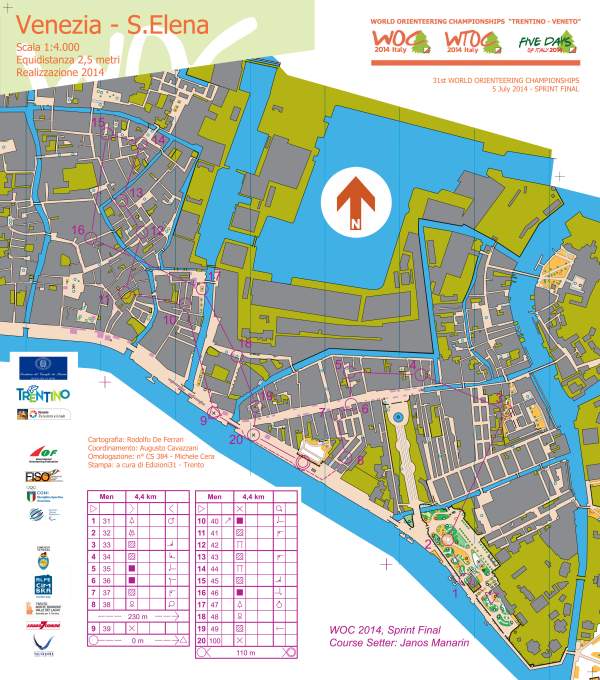 Venezia - S.Elena
Scala 1:4.000
Equidistanza 2,5 metri
Realizzazione 2014
WORLD ORIENTEERING CHAMPIONSHIPS "TRENTINO - VENETO"
WOC
2014 Italy
WTOC
2014 Italy
FIVE DAYS
OF ITALY 2014
31st WORLD ORIENTEERING CHAMPIONSHIPS
5 July 2014 - SPRINT FINAL
15
14
13
16
12
17
N
18
9
20
5
4
7
6
8
2
1
TRENTINO
IOF
FISO
CONI
Cartografia: Rodolfo De Ferrari
Coordinamento: Augusto Cavazzani
Omologazione: n° CS 384 - Michele Cera
Stampa: a cura di Edizioni31 - Trento
Men 4,4 km
1 31
2 32
3 33
4 34
5 35
6 36
7 37
8 38
230 m
9 39
0 m
Men 4,4 km
10 40
11 41
12 42
13 43
14 44
15 45
16 46
17 47
18 48
19 49
20 100
110 m
WOC 2014, Sprint Final
Course Setter: Janos Manarin